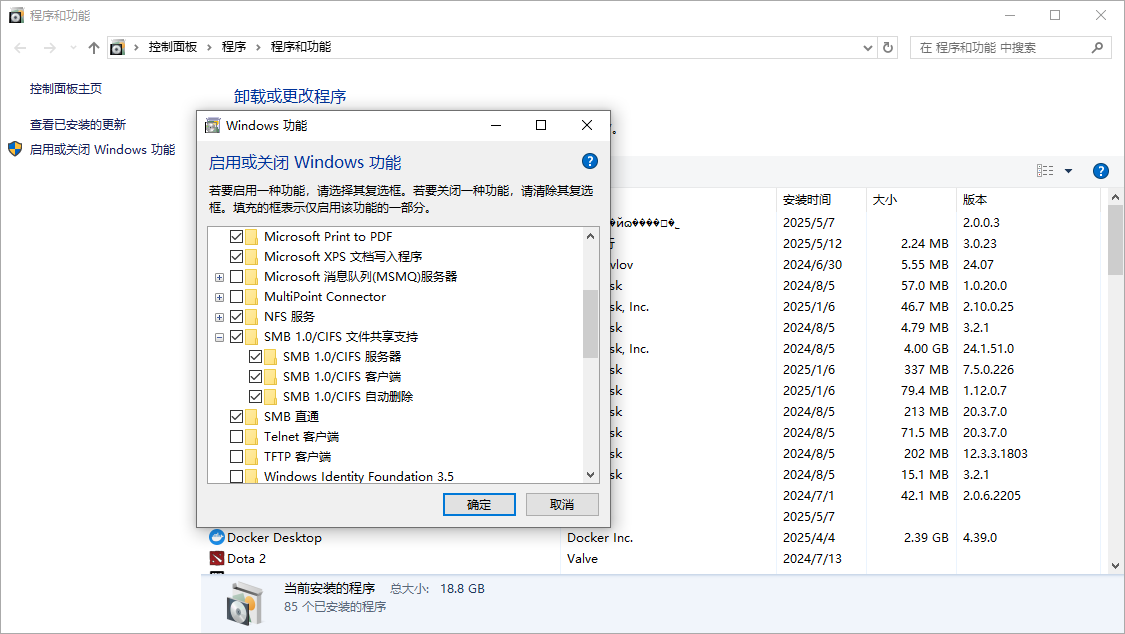 程序和功能
控制面板 程序 程序和功能
在 程序和功能 中搜索
控制面板主页
查看已安装的更新
启用或关闭 Windows 功能
卸载或更改程序
Windows 功能
启用或关闭 Windows 功能
若要启用一种功能，请选择其复选框。若要关闭一种功能，请清除其复选
框。填充的框表示仅启用该功能的一部分。
Microsoft Print to PDF
Microsoft XPS 文档写入程序
Microsoft 消息队列(MSMQ)服务器
MultiPoint Connector
NFS 服务
SMB 1.0/CIFS 文件共享支持
SMB 1.0/CIFS 服务器
SMB 1.0/CIFS 客户端
SMB 1.0/CIFS 自动删除
SMB 直通
Telnet 客户端
TFTP 客户端
Windows Identity Foundation 3.5
确定 取消
安装时间 大小 版本
2025/5/7 2.0.0.3
2025/5/12 2.24 MB 3.0.23
vlov 2024/6/30 5.55 MB 24.07
sk 2024/8/5 57.0 MB 1.0.20.0
sk, Inc. 2025/1/6 46.7 MB 2.10.0.25
sk 2024/8/5 4.79 MB 3.2.1
sk, Inc. 2024/8/5 4.00 GB 24.1.51.0
sk 2025/1/6 337 MB 7.5.0.226
sk 2025/1/6 79.4 MB 1.12.0.7
sk 2024/8/5 213 MB 20.3.7.0
sk 2024/8/5 71.5 MB 20.3.7.0
sk 2024/8/5 202 MB 12.3.3.1803
sk 2024/8/5 15.1 MB 3.2.1
2024/7/1 42.1 MB 2.0.6.2205
2025/5/7
Docker Desktop Docker Inc. 2025/4/4 2.39 GB 4.39.0
Dota 2 Valve 2024/7/13
当前安装的程序 总大小: 18.8 GB
85 个已安装的程序